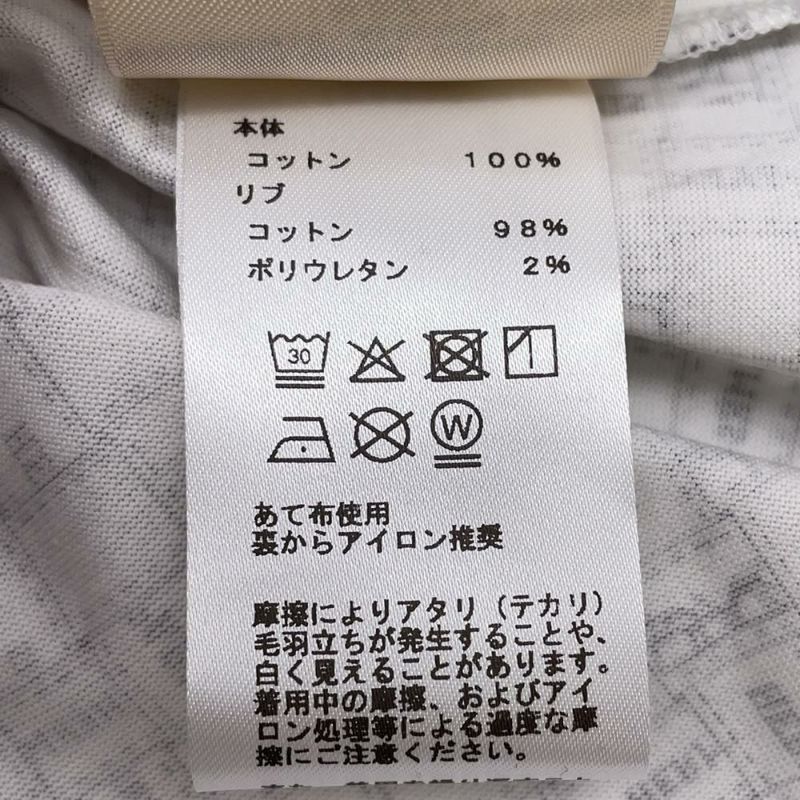 本体
コットン 100%
リブ
コットン 98%
ポリウレタン 2%
30
W
あて布使用
裏からアイロン推奨
摩擦によりアタリ（テカリ）
毛羽立ちが発生することや、
白く見えることがあります。
着用中の摩擦、およびアイ
ロン処理等による過度な摩
擦にご注意ください。